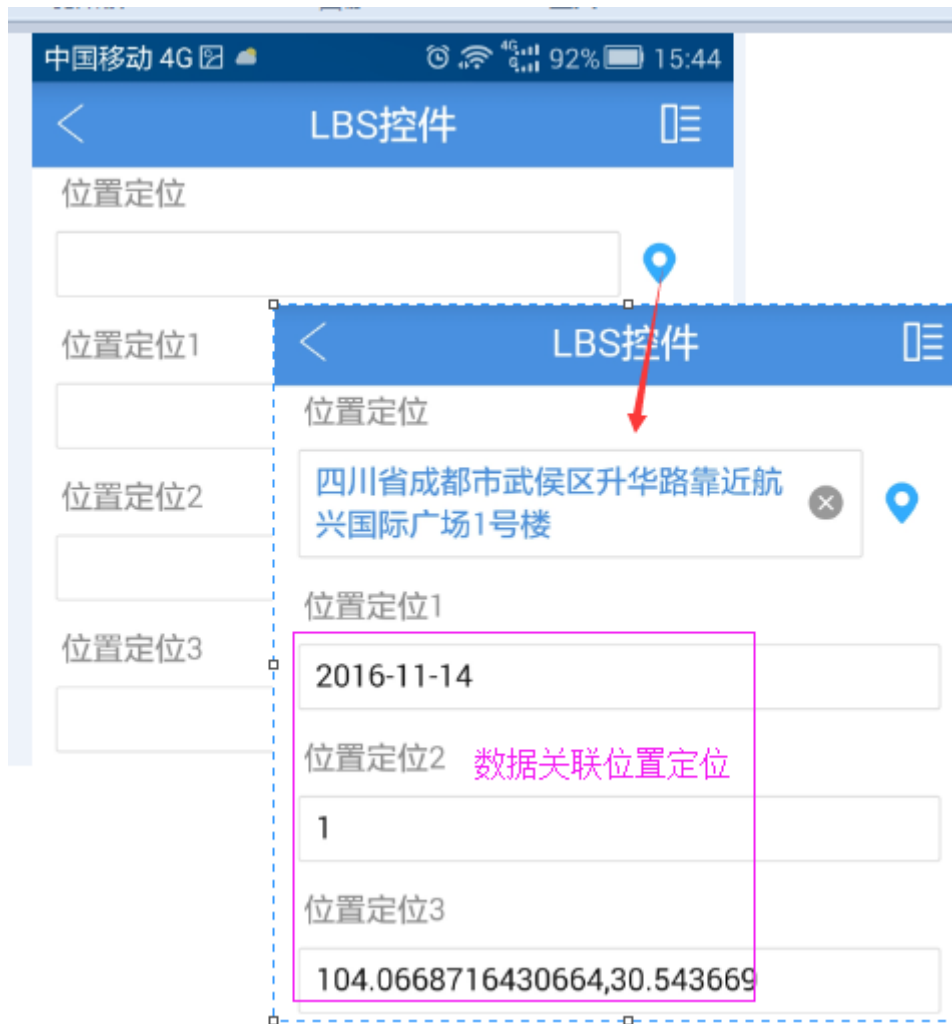 中国移动 4G 4G 92% 15:44
LBS控件
位置定位
位置定位1
位置定位2
位置定位3
LBS控件
位置定位
四川省成都市武侯区升华路靠近航
兴国际广场1号楼
位置定位1
2016-11-14
位置定位2
数据关联位置定位
1
位置定位3
104.0668716430664,30.543669